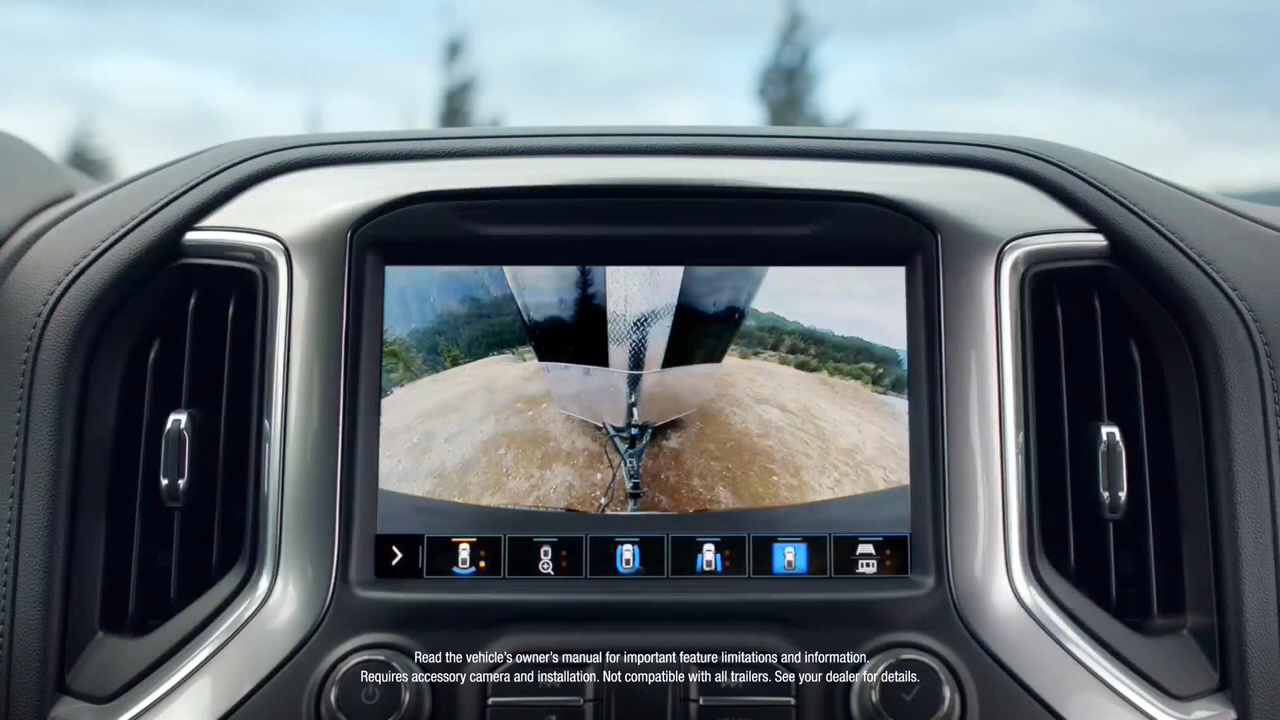 Read the vehicle's owner's manual for important feature limitations and information.
Requires accessory camera and installation. Not compatible with all trailers. See your dealer for details.